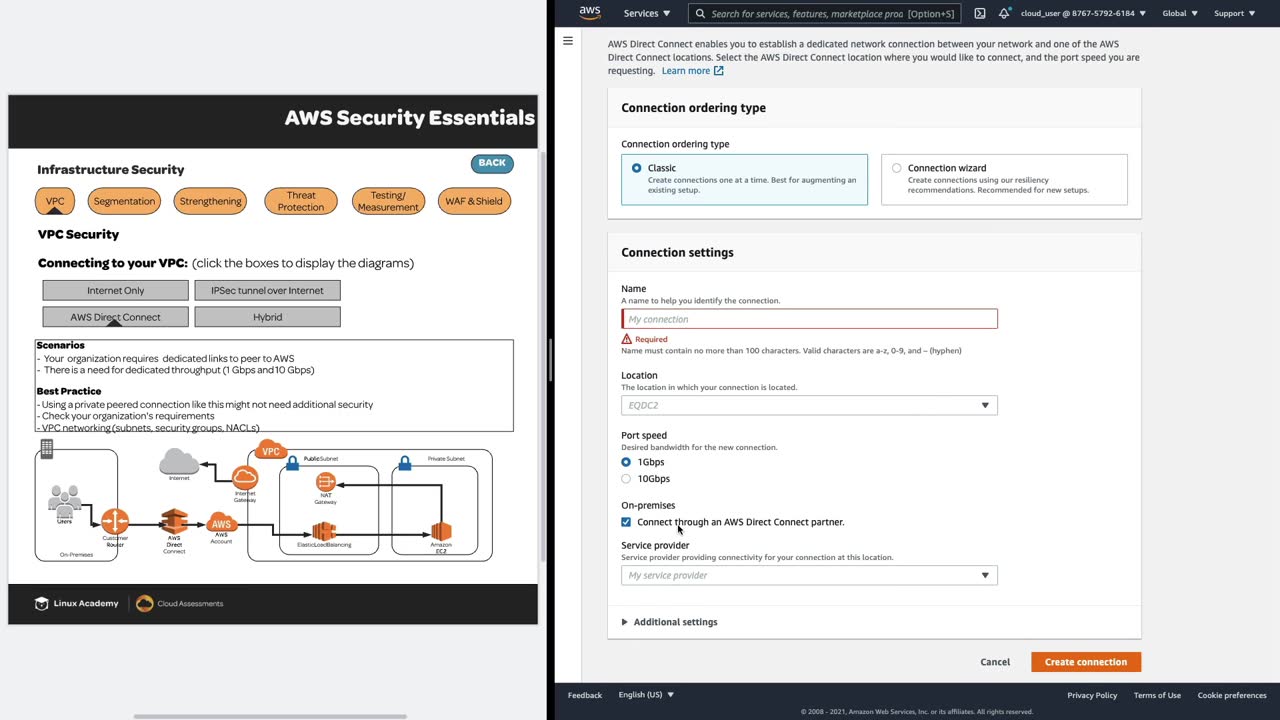 AWS Security Essentials
Infrastructure Security
BACK
VPC
Segmentation
Strengthening
Threat
Protection
Testing/
Measurement
WAF & Shield
VPC Security
Connecting to your VPC: (click the boxes to display the diagrams)
Internet Only
IPSec tunnel over Internet
AWS Direct Connect
Hybrid
Scenarios
- Your organization requires dedicated links to peer to AWS
- There is a need for dedicated throughput (1 Gbps and 10 Gbps)
Best Practice
- Using a private peered connection like this might not need additional security
- Check your organization's requirements
- VPC networking (subnets, security groups, NACLs)
VPC
Public Subnet
Private Subnet
Internet
Internet
Gateway
NAT
Gateway
Users
Customer
Router
AWS
Direct
Connect
AWS
AWS
Account
ElasticLoadBalancing
Amazon
EC2
On-Premises
Linux Academy
Cloud Assessments
aws
Services
Search for services, features, marketplace proa [Option+S]
cloud_user @ 8767-5792-6184
Global
Support
AWS Direct Connect enables you to establish a dedicated network connection between your network and one of the AWS
Direct Connect locations. Select the AWS Direct Connect location where you would like to connect, and the port speed you are
requesting. Learn more
Connection ordering type
Connection ordering type
Classic
Create connections one at a time. Best for augmenting an
existing setup.
Connection wizard
Create connections using our resiliency
recommendations. Recommended for new setups.
Connection settings
Name
A name to help you identify the connection.
My connection
Required
Name must contain no more than 100 characters. Valid characters are a-z, 0-9, and – (hyphen)
Location
The location in which your connection is located.
EQDC2
Port speed
Desired bandwidth for the new connection.
1Gbps
10Gbps
On-premises
Connect through an AWS Direct Connect partner.
Service provider
Service provider providing connectivity for your connection at this location.
My service provider
Additional settings
Cancel
Create connection
Feedback
English (US)
Privacy Policy
Terms of Use
Cookie preferences
© 2008 - 2021, Amazon Web Services, Inc. or its affiliates. All rights reserved.